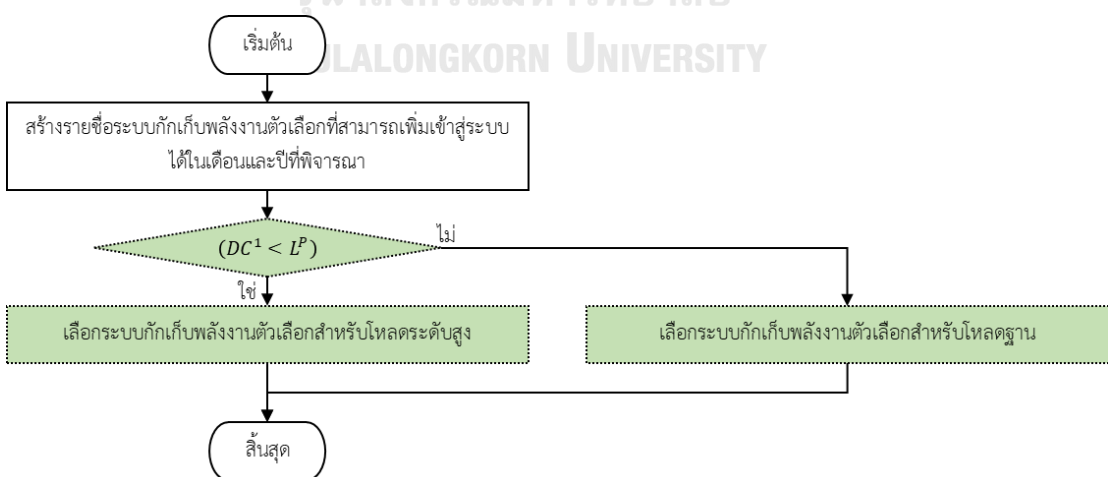 เริ่มต้น
UNIVERSITY
สร้างรายชื่อระบบกักเก็บพลังงานตัวเลือกที่สามารถเพิ่มเข้าสู่ระบบ
ได้ในเดือนและปีที่พิจารณา
(DC¹ < Lᴾ)
ไม่
ใช่
เลือกระบบกักเก็บพลังงานตัวเลือกสำหรับโหลดระดับสูง
เลือกระบบกักเก็บพลังงานตัวเลือกสำหรับโหลดฐาน
สิ้นสุด